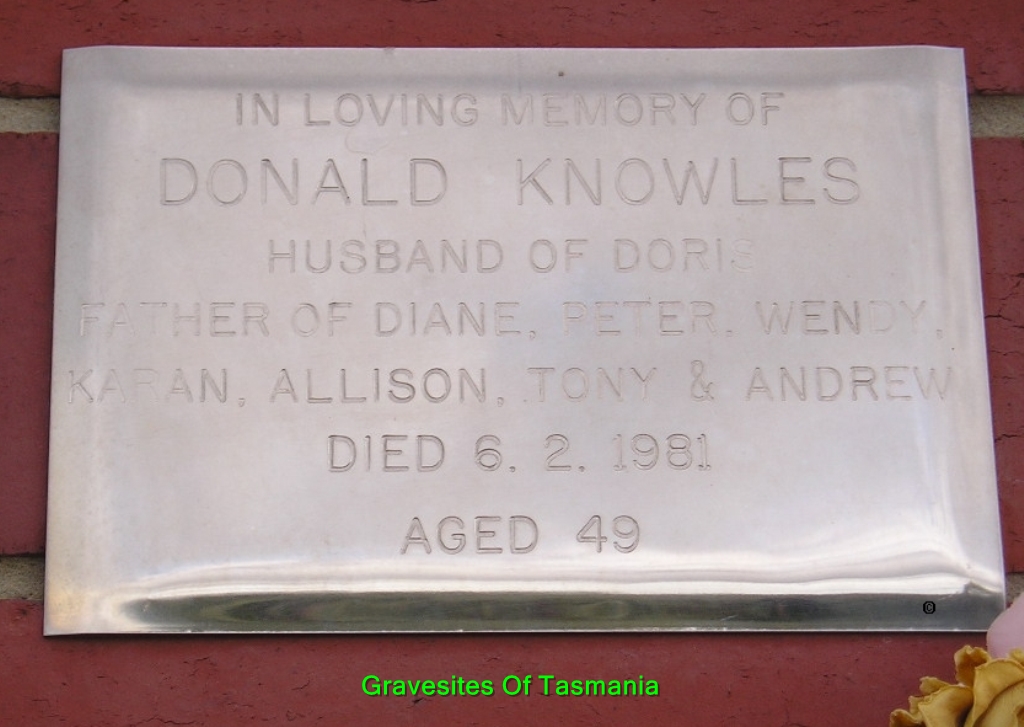 IN LOVING MEMORY OF
DONALD KNOWLES
HUSBAND OF DORIS
FATHER OF DIANE, PETER, WENDY,
KARAN, ALLISON, TONY & ANDREW
DIED 6. 2. 1981
AGED 49
©
Gravesites Of Tasmania